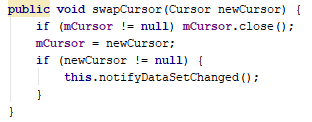 public void swapCursor(Cursor newCursor) {
    if (mCursor != null) mCursor.close();
    mCursor = newCursor;
    if (newCursor != null) {
        this.notifyDataSetChanged();
    }
}